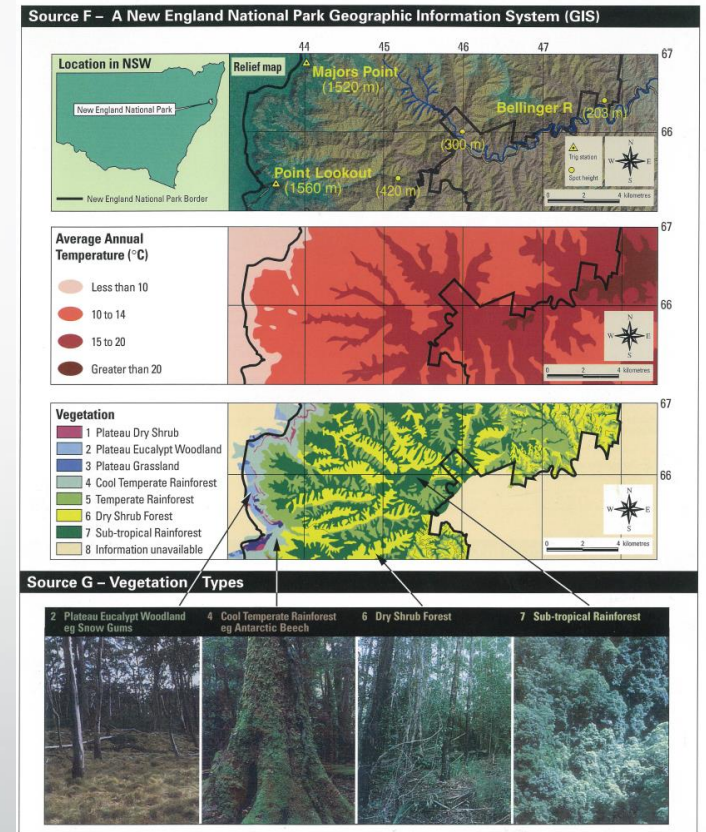 Source F – A New England National Park Geographic Information System (GIS)
44 45 46 47
67
Location in NSW
New England National Park
New England National Park Border
Relief map
Majors Point
(1520 m)
Bellinger R
(203 m)
66
(300 m)
Point Lookout
(1560 m)
(420 m)
Trig station
Spot height
N
W E
S
0 2 4 kilometres
67
Average Annual
Temperature (°C)
Less than 10
10 to 14
15 to 20
Greater than 20
66
N
W E
S
0 2 4 kilometres
67
Vegetation
1 Plateau Dry Shrub
2 Plateau Eucalypt Woodland
3 Plateau Grassland
4 Cool Temperate Rainforest
5 Temperate Rainforest
6 Dry Shrub Forest
7 Sub-tropical Rainforest
8 Information unavailable
66
N
W E
S
0 2 4 kilometres
Source G – Vegetation Types
2 Plateau Eucalypt Woodland
eg Snow Gums
4 Cool Temperate Rainforest
eg Antarctic Beech
6 Dry Shrub Forest
7 Sub-tropical Rainforest